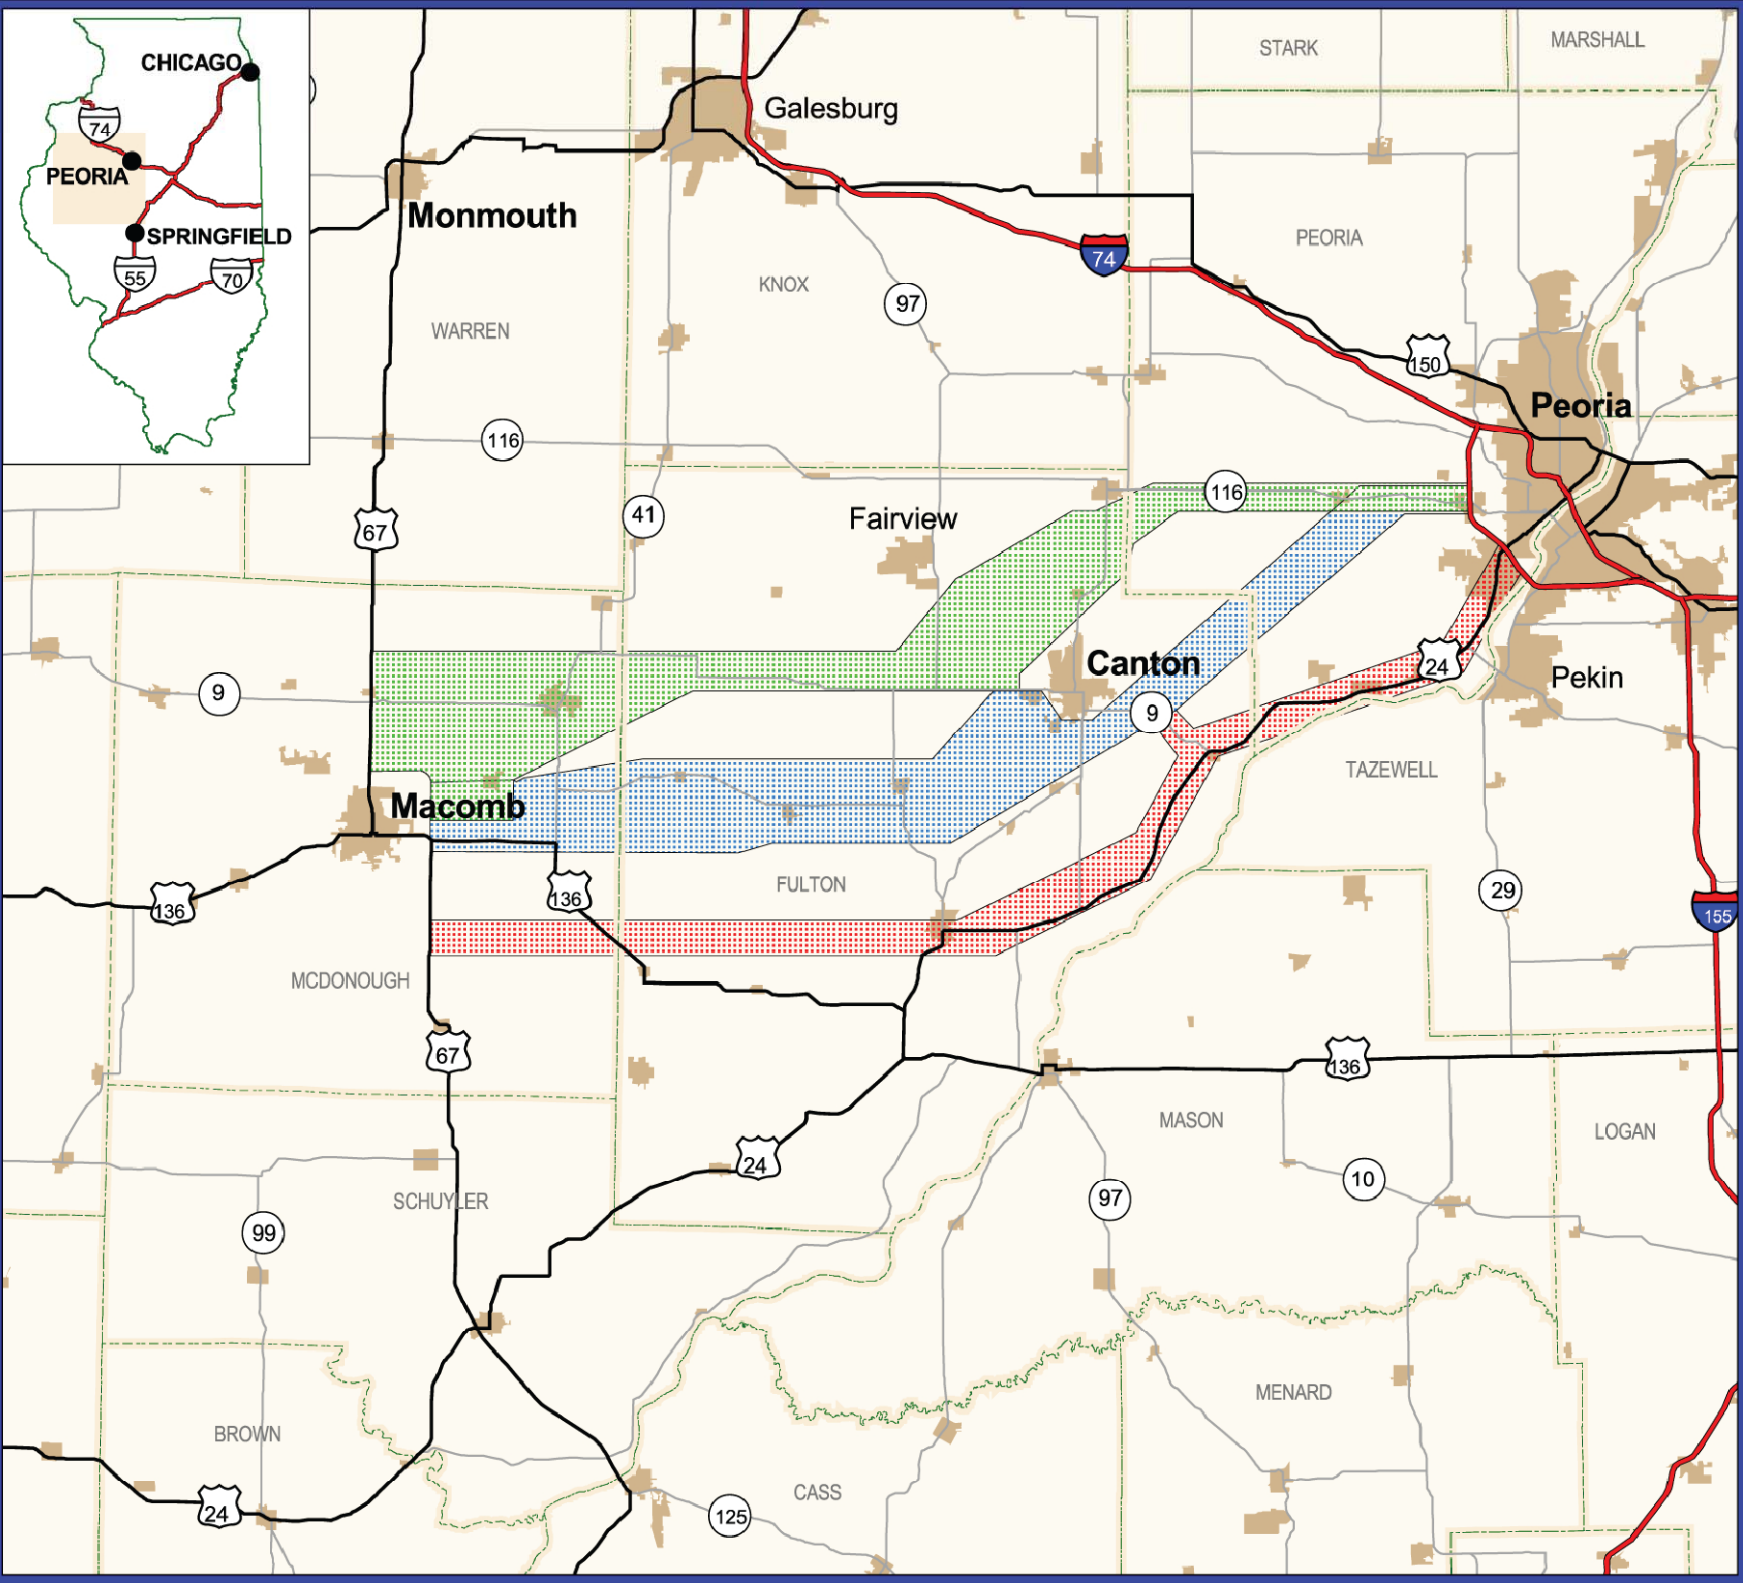 CHICAGO
74
PEORIA
SPRINGFIELD
55
70
STARK
MARSHALL
Galesburg
Monmouth
PEORIA
74
KNOX
97
WARREN
150
Peoria
116
116
41
Fairview
67
Canton
24
Pekin
9
9
TAZEWELL
Macomb
FULTON
136
136
29
155
MCDONOUGH
67
136
MASON
LOGAN
24
10
SCHUYLER
97
99
MENARD
BROWN
CASS
24
125